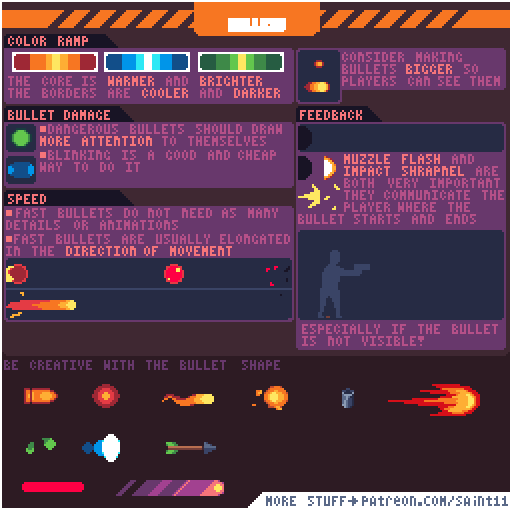 BULLETS
COLOR RAMP
THE CORE IS WARMER AND BRIGHTER
THE BORDERS ARE COOLER AND DARKER
CONSIDER MAKING
BULLETS BIGGER SO
PLAYERS CAN SEE THEM
BULLET DAMAGE
DANGEROUS BULLETS SHOULD DRAW
MORE ATTENTION TO THEMSELVES
BLINKING IS A GOOD AND CHEAP
WAY TO DO IT
FEEDBACK
MUZZLE FLASH AND
IMPACT SHRAPNEL ARE
BOTH VERY IMPORTANT
THEY COMMUNICATE THE
PLAYER WHERE THE
BULLET STARTS AND ENDS
ESPECIALLY IF THE BULLET
IS NOT VISIBLE!
SPEED
FAST BULLETS DO NOT NEED AS MANY
DETAILS OR ANIMATIONS
FAST BULLETS ARE USUALLY ELONGATED
IN THE DIRECTION OF MOVEMENT
BE CREATIVE WITH THE BULLET SHAPE
MORE STUFF→PATREON.COM/SAINT11